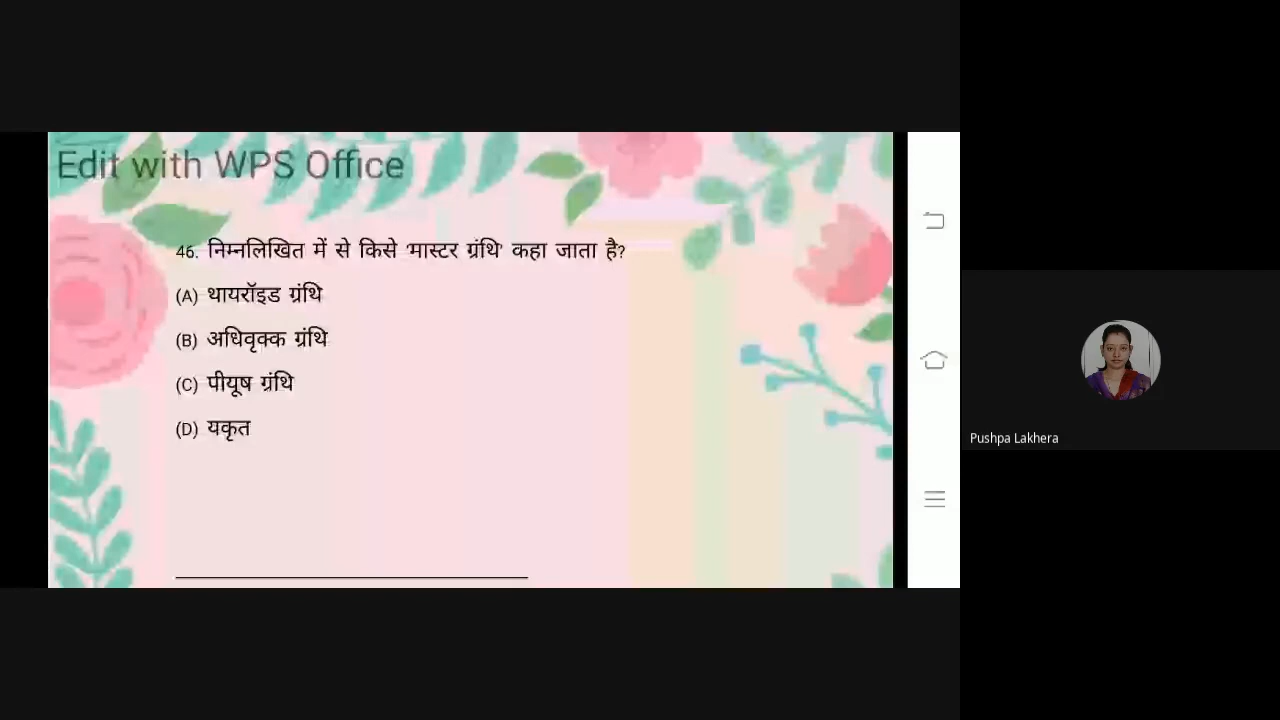 Edit with WPS Office
46. निम्नलिखित में से किसे 'मास्टर ग्रंथि' कहा जाता है?
(A) थायरॉइड ग्रंथि
(B) अधिवृक्क ग्रंथि
(C) पीयूष ग्रंथि
(D) यकृत
Pushpa Lakhera